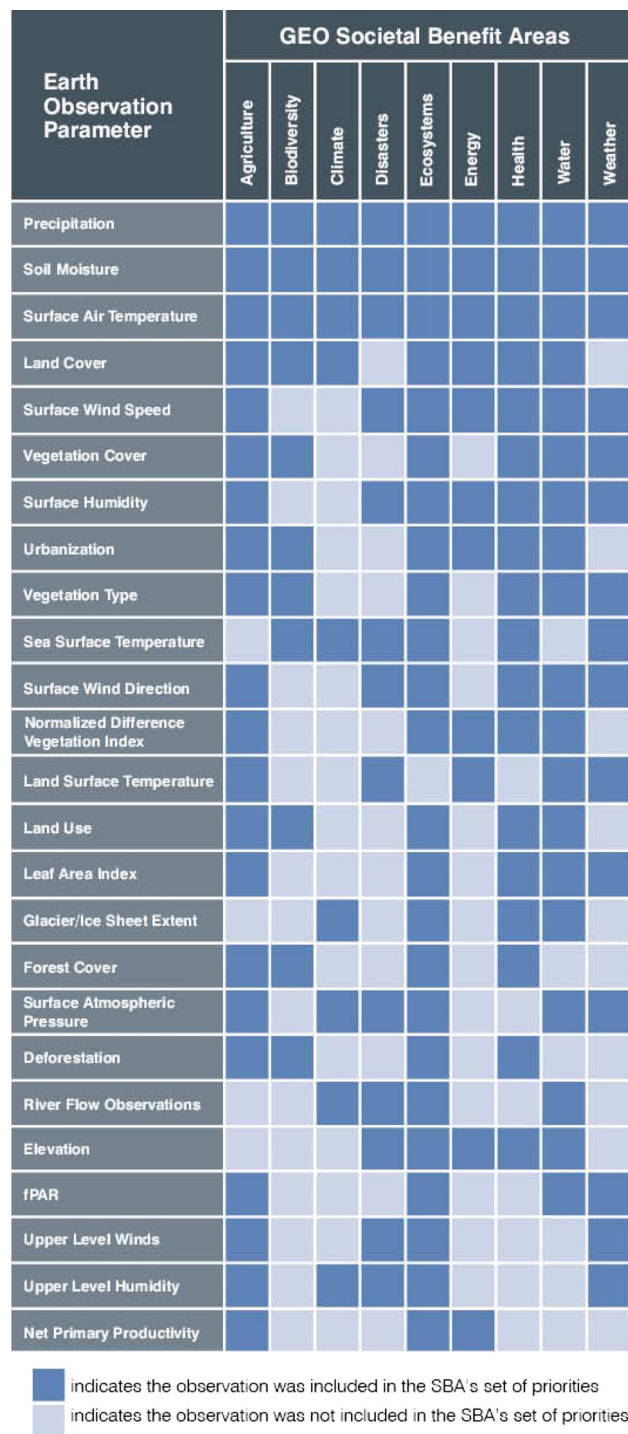 GEO Societal Benefit Areas
Earth
Observation
Parameter
Agriculture
Biodiversity
Climate
Disasters
Ecosystems
Energy
Health
Water
Weather
Precipitation
Soil Moisture
Surface Air Temperature
Land Cover
Surface Wind Speed
Vegetation Cover
Surface Humidity
Urbanization
Vegetation Type
Sea Surface Temperature
Surface Wind Direction
Normalized Difference
Vegetation Index
Land Surface Temperature
Land Use
Leaf Area Index
Glacier/Ice Sheet Extent
Forest Cover
Surface Atmospheric
Pressure
Deforestation
River Flow Observations
Elevation
fPAR
Upper Level Winds
Upper Level Humidity
Net Primary Productivity
indicates the observation was included in the SBA's set of priorities
indicates the observation was not included in the SBA's set of priorities